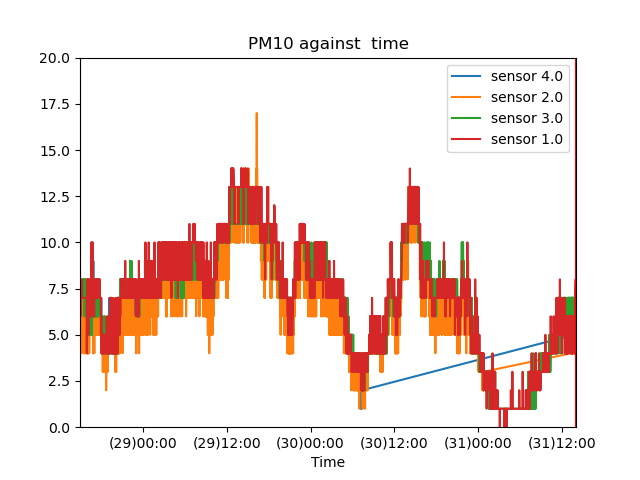 PM10 against  time
20.0
17.5
15.0
12.5
10.0
7.5
5.0
2.5
0.0
sensor 4.0
sensor 2.0
sensor 3.0
sensor 1.0
(29)00:00 (29)12:00 (30)00:00 (30)12:00 (31)00:00 (31)12:00
Time